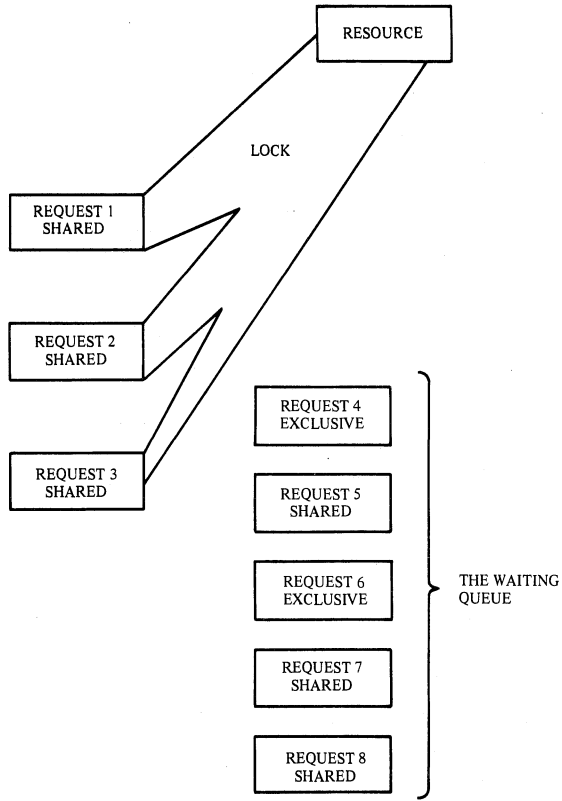 RESOURCE
LOCK
REQUEST 1
SHARED
REQUEST 2
SHARED
REQUEST 3
SHARED
REQUEST 4
EXCLUSIVE
REQUEST 5
SHARED
REQUEST 6
EXCLUSIVE
REQUEST 7
SHARED
REQUEST 8
SHARED
THE WAITING
QUEUE